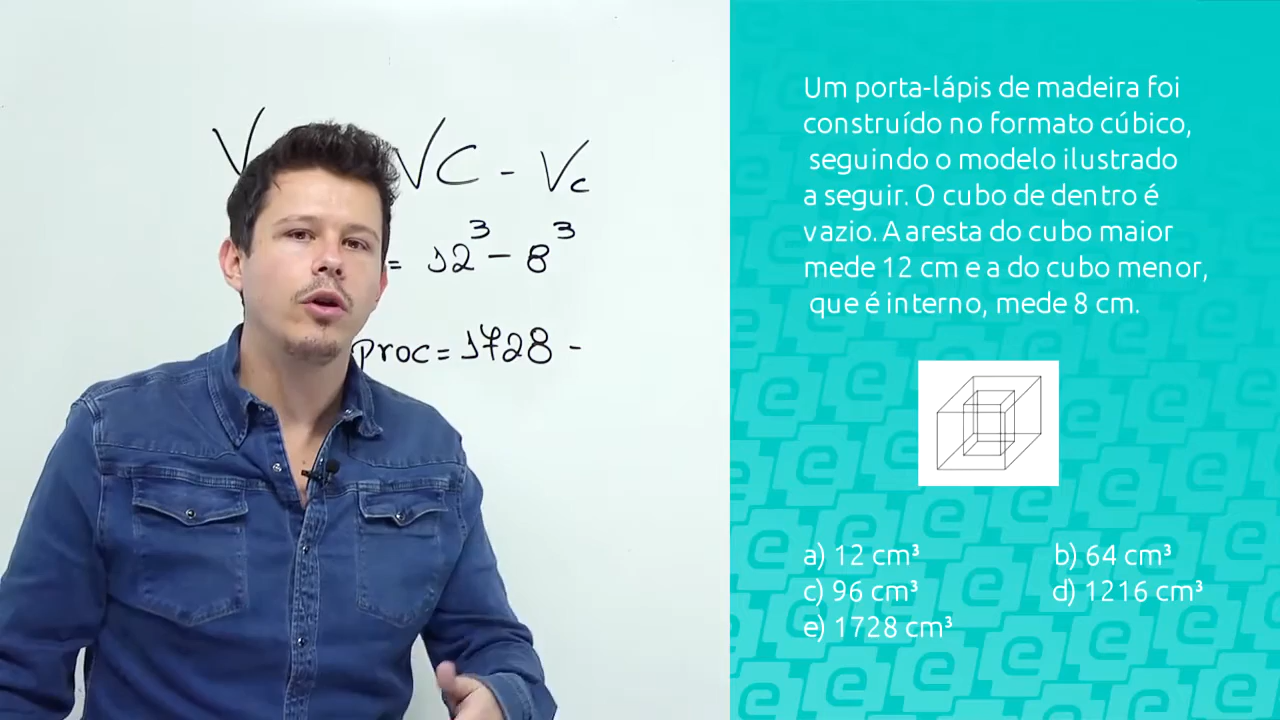 V VC - Vc
= 12³ - 8³
proc = 1728 -
Um porta-lápis de madeira foi
construído no formato cúbico,
seguindo o modelo ilustrado
a seguir. O cubo de dentro é
vazio. A aresta do cubo maior
mede 12 cm e a do cubo menor,
que é interno, mede 8 cm.
a) 12 cm³ b) 64 cm³
c) 96 cm³ d) 1216 cm³
e) 1728 cm³